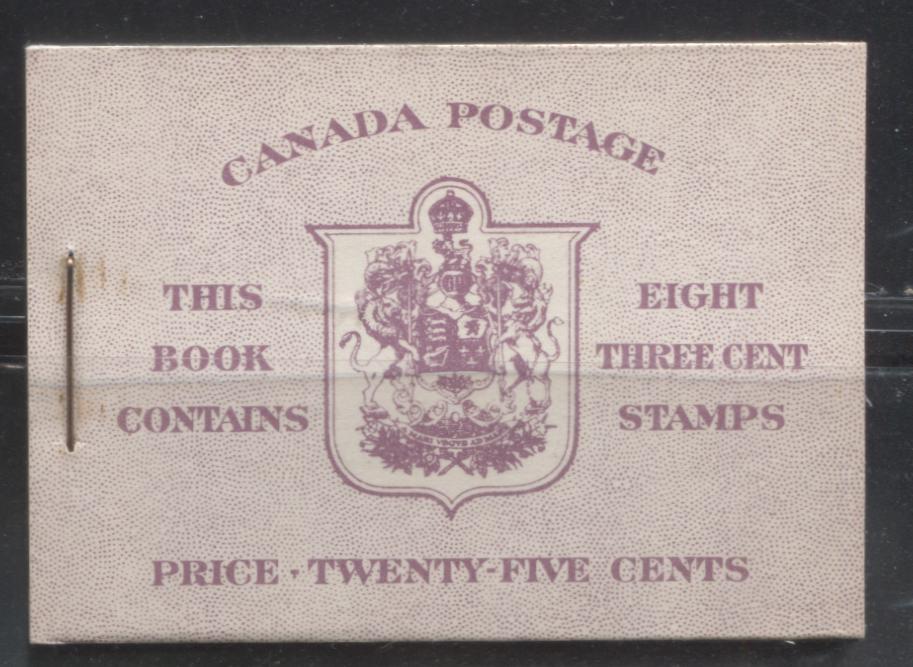 CANADA POSTAGE
THIS
BOOK
CONTAINS
EIGHT
THREE CENT
STAMPS
PRICE · TWENTY-FIVE CENTS